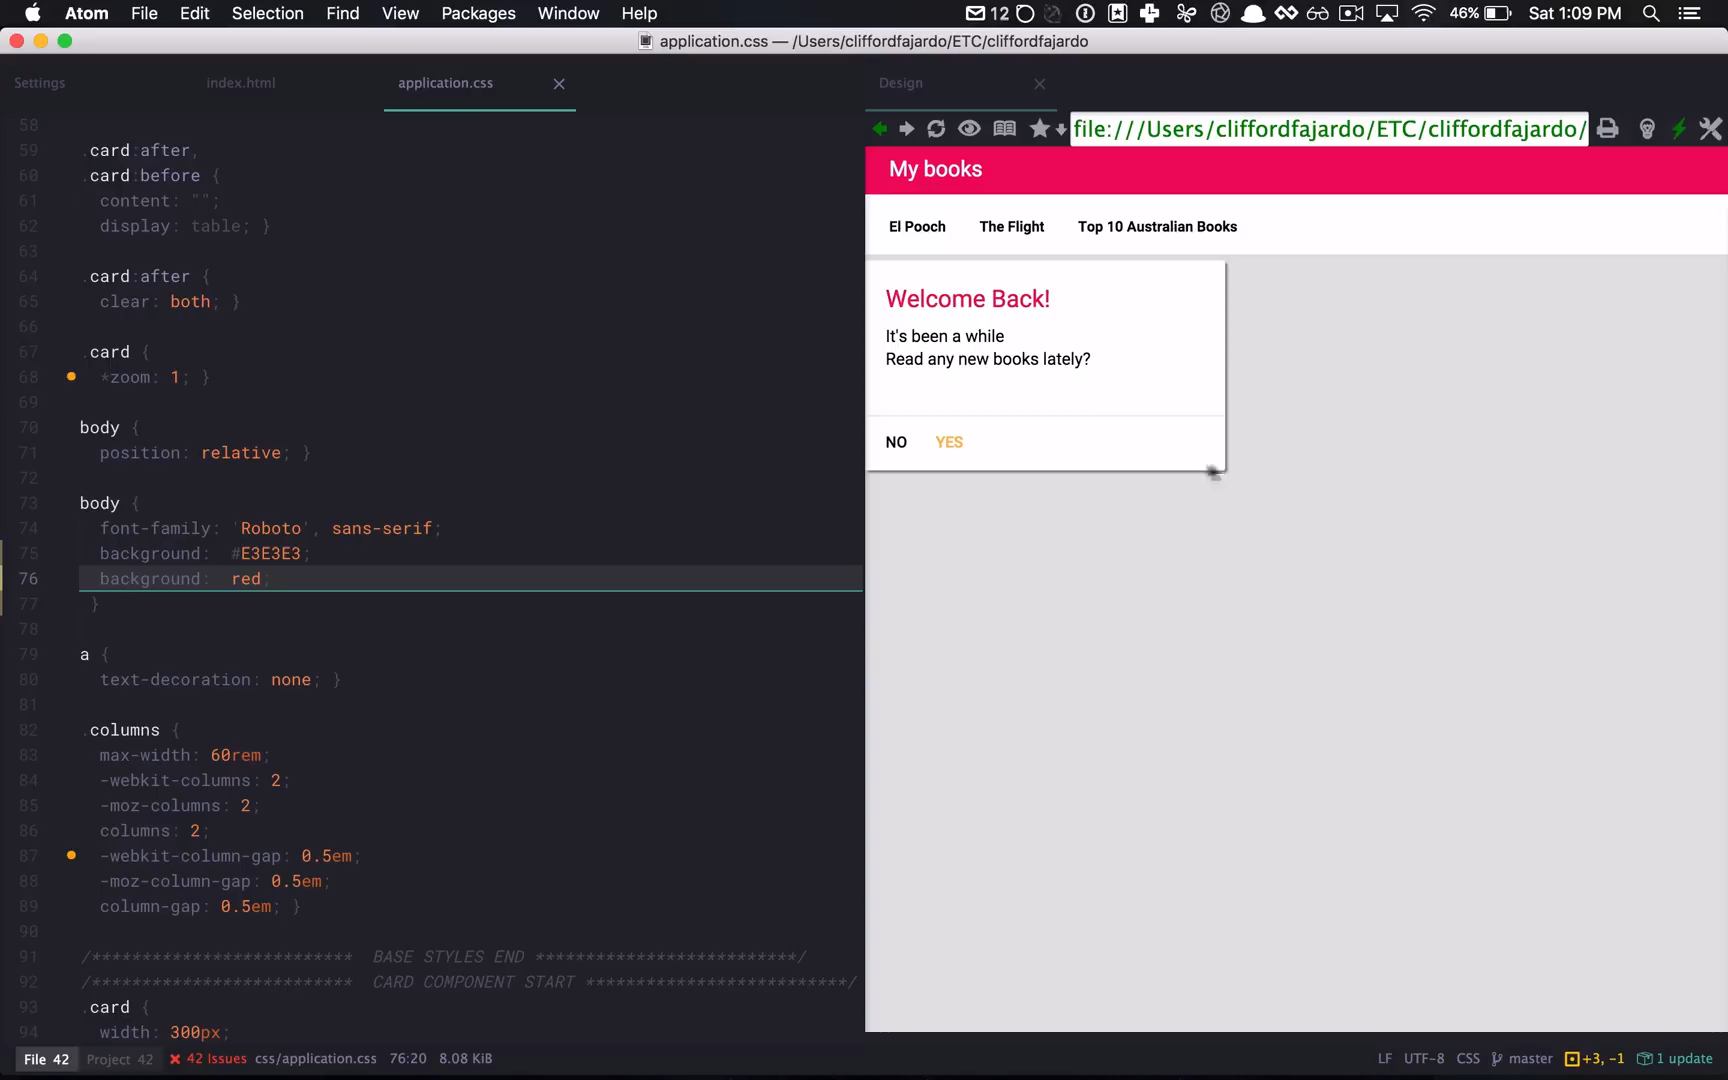 Atom File Edit Selection Find View Packages Window Help 12 46% Sat 1:09 PM
application.css — /Users/cliffordfajardo/ETC/cliffordfajardo
Settings index.html application.css
58
59 .card:after,
60 .card:before {
61 content: "";
62 display: table; }
63
64 .card:after {
65 clear: both; }
66
67 .card {
68 *zoom: 1; }
69
70 body {
71 position: relative; }
72
73 body {
74 font-family: 'Roboto', sans-serif;
75 background: #E3E3E3;
76 background: red;
77 }
78
79 a {
80 text-decoration: none; }
81
82 .columns {
83 max-width: 60rem;
84 -webkit-columns: 2;
85 -moz-columns: 2;
86 columns: 2;
87 -webkit-column-gap: 0.5em;
88 -moz-column-gap: 0.5em;
89 column-gap: 0.5em; }
90
91 /************************** BASE STYLES END **************************/
92 /************************** CARD COMPONENT START **************************/
93 .card {
94 width: 300px;
Design
file:///Users/cliffordfajardo/ETC/cliffordfajardo/
My books
El Pooch The Flight Top 10 Australian Books
Welcome Back!
It's been a while
Read any new books lately?
NO YES
File 42 Project 42 42 Issues css/application.css 76:20 8.08 KiB LF UTF-8 CSS master +3, -1 1 update